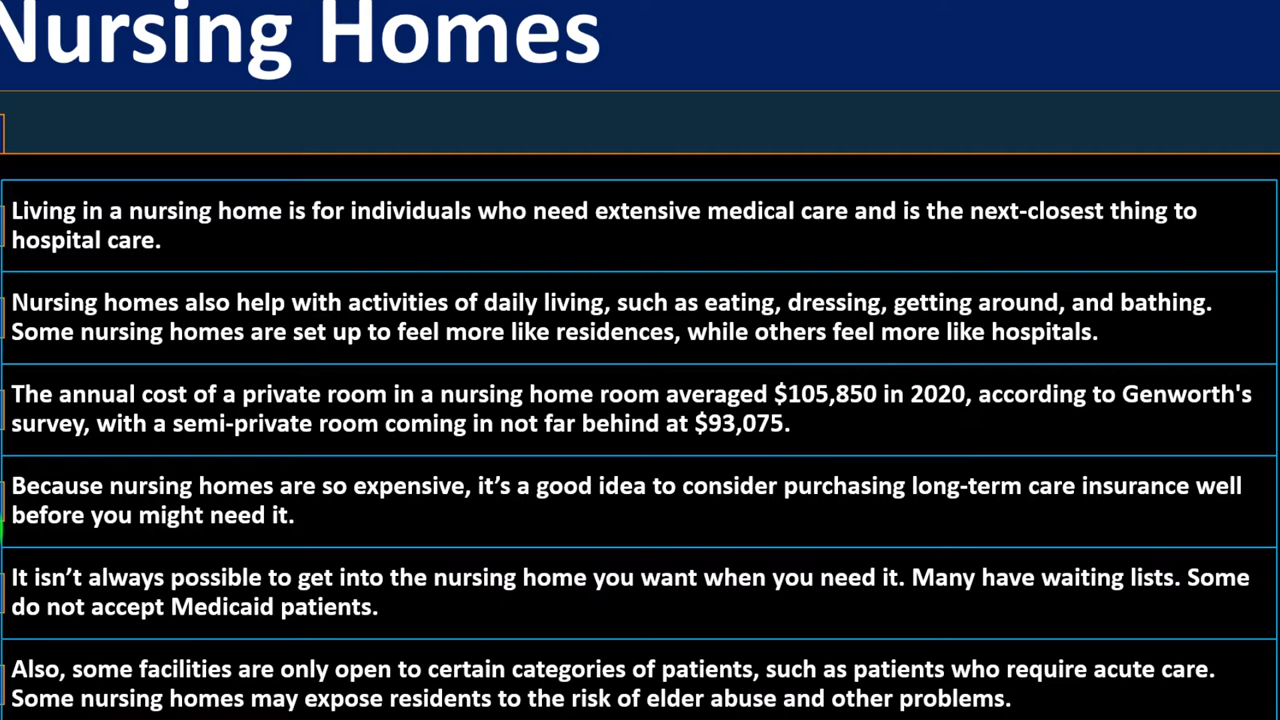 Nursing Homes
Living in a nursing home is for individuals who need extensive medical care and is the next-closest thing to
hospital care.
Nursing homes also help with activities of daily living, such as eating, dressing, getting around, and bathing.
Some nursing homes are set up to feel more like residences, while others feel more like hospitals.
The annual cost of a private room in a nursing home room averaged $105,850 in 2020, according to Genworth's
survey, with a semi-private room coming in not far behind at $93,075.
Because nursing homes are so expensive, it’s a good idea to consider purchasing long-term care insurance well
before you might need it.
It isn’t always possible to get into the nursing home you want when you need it. Many have waiting lists. Some
do not accept Medicaid patients.
Also, some facilities are only open to certain categories of patients, such as patients who require acute care.
Some nursing homes may expose residents to the risk of elder abuse and other problems.